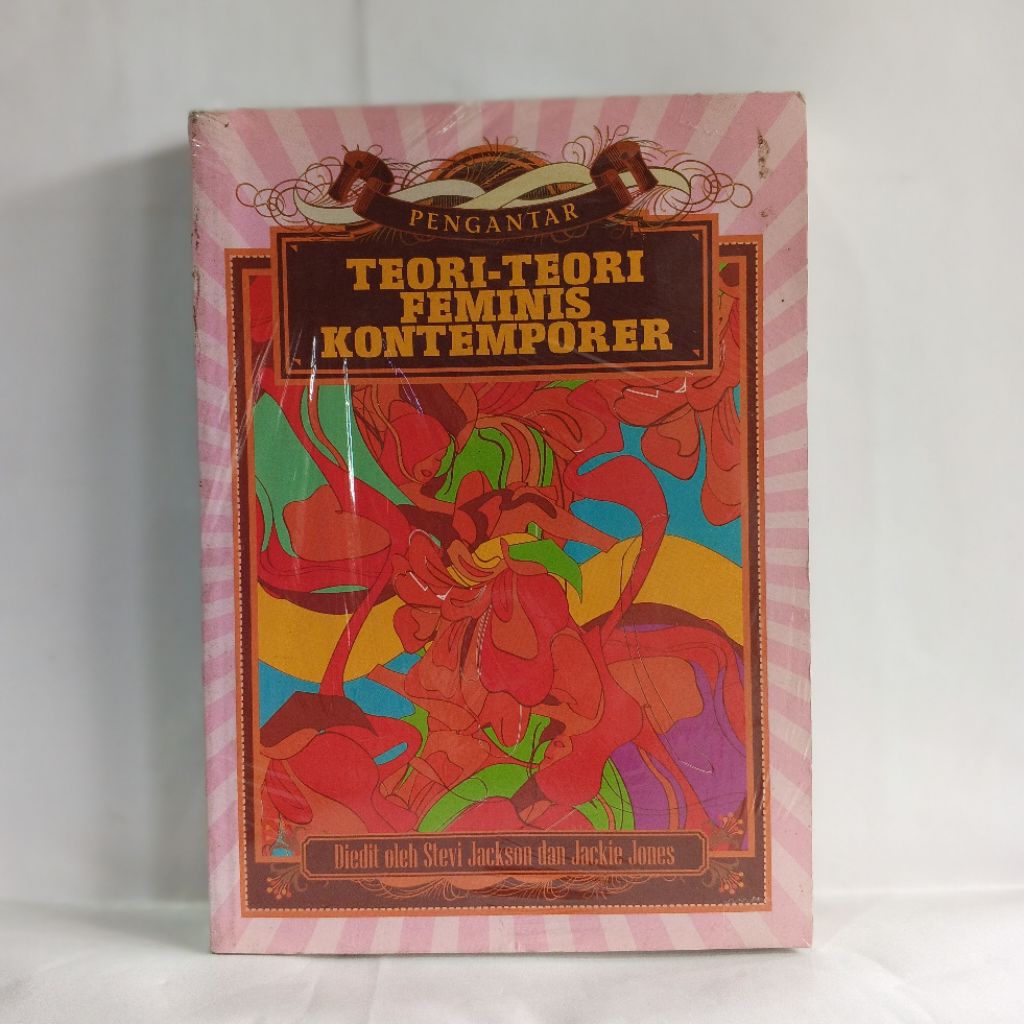 PENGANTAR
TEORI-TEORI
FEMINIS
KONTEMPORER
Diedit oleh Stevi Jackson dan Jackie Jones